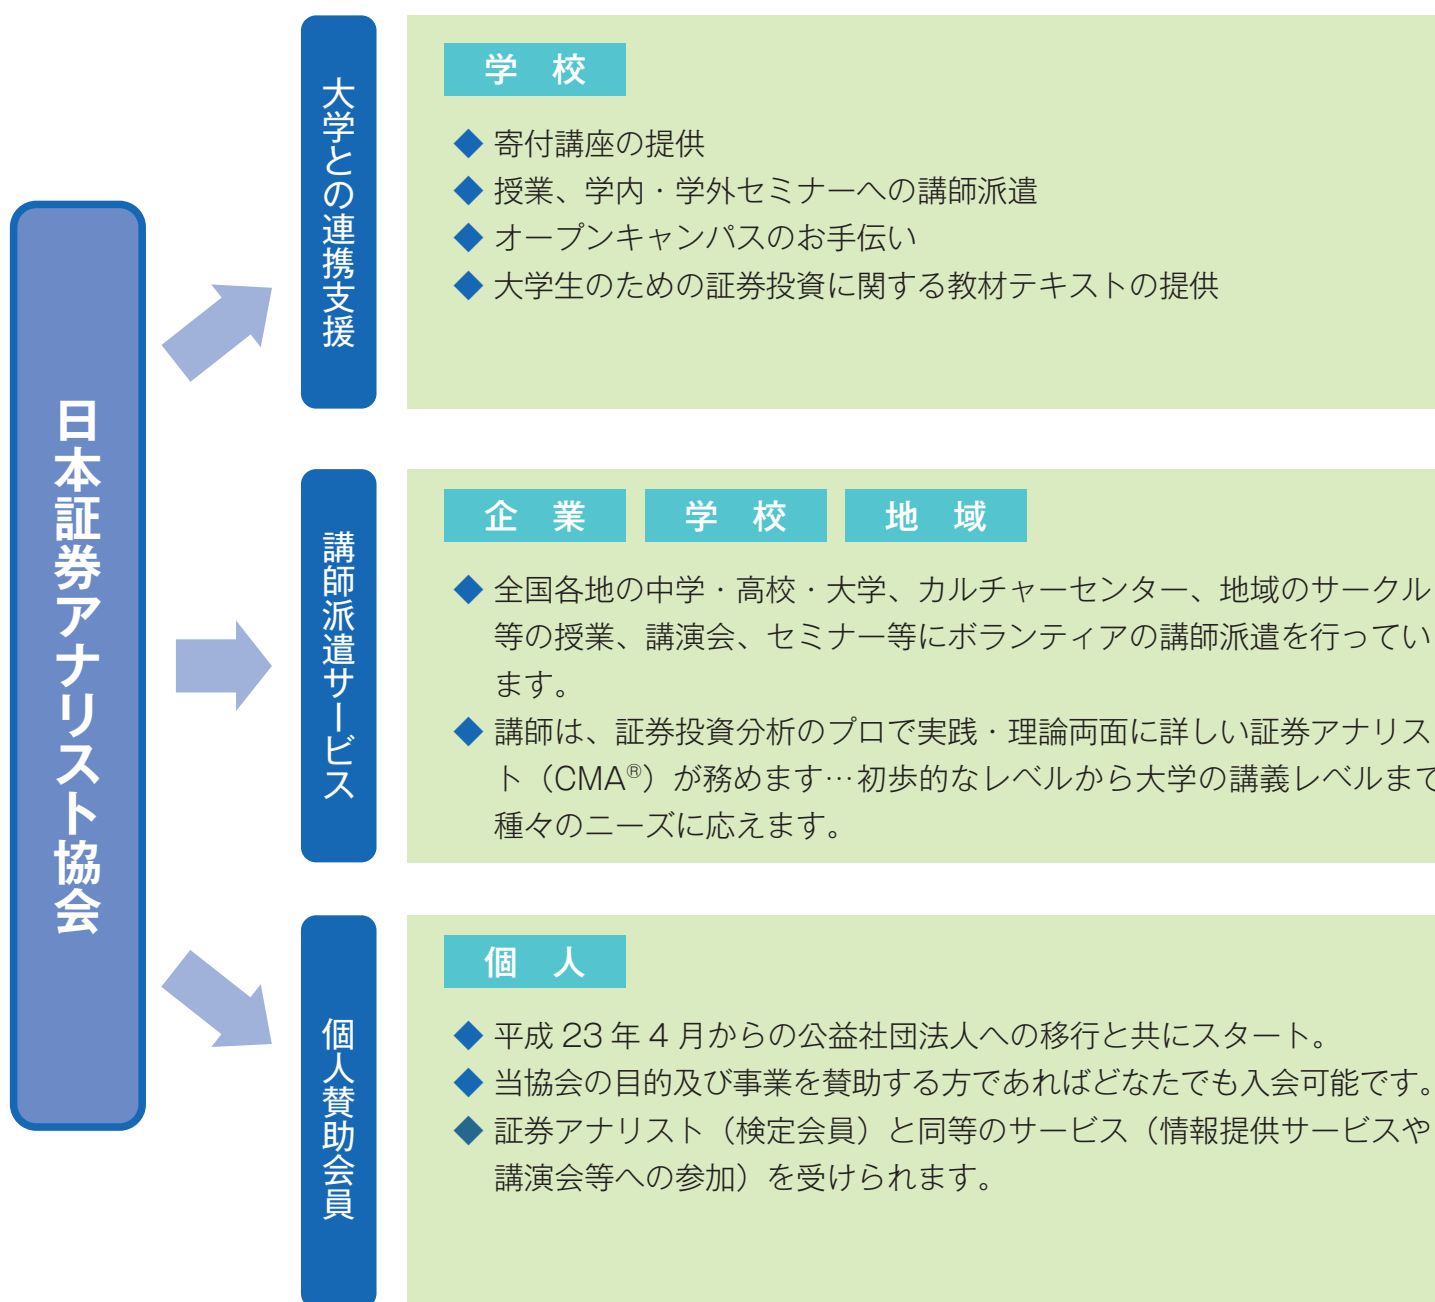 日本証券アナリスト協会
大学との連携支援
学 校
◆ 寄付講座の提供
◆ 授業、学内・学外セミナーへの講師派遣
◆ オープンキャンパスのお手伝い
◆ 大学生のための証券投資に関する教材テキストの提供
講師派遣サービス
企 業
学 校
地 域
◆ 全国各地の中学・高校・大学、カルチャーセンター、地域のサークル
等の授業、講演会、セミナー等にボランティアの講師派遣を行ってい
ます。
◆ 講師は、証券投資分析のプロで実践・理論両面に詳しい証券アナリス
ト（CMA®）が務めます…初歩的なレベルから大学の講義レベルまで
種々のニーズに応えます。
個人賛助会員
個 人
◆ 平成 23 年 4 月からの公益社団法人への移行と共にスタート。
◆ 当協会の目的及び事業を賛助する方であればどなたでも入会可能です。
◆ 証券アナリスト（検定会員）と同等のサービス（情報提供サービスや
講演会等への参加）を受けられます。